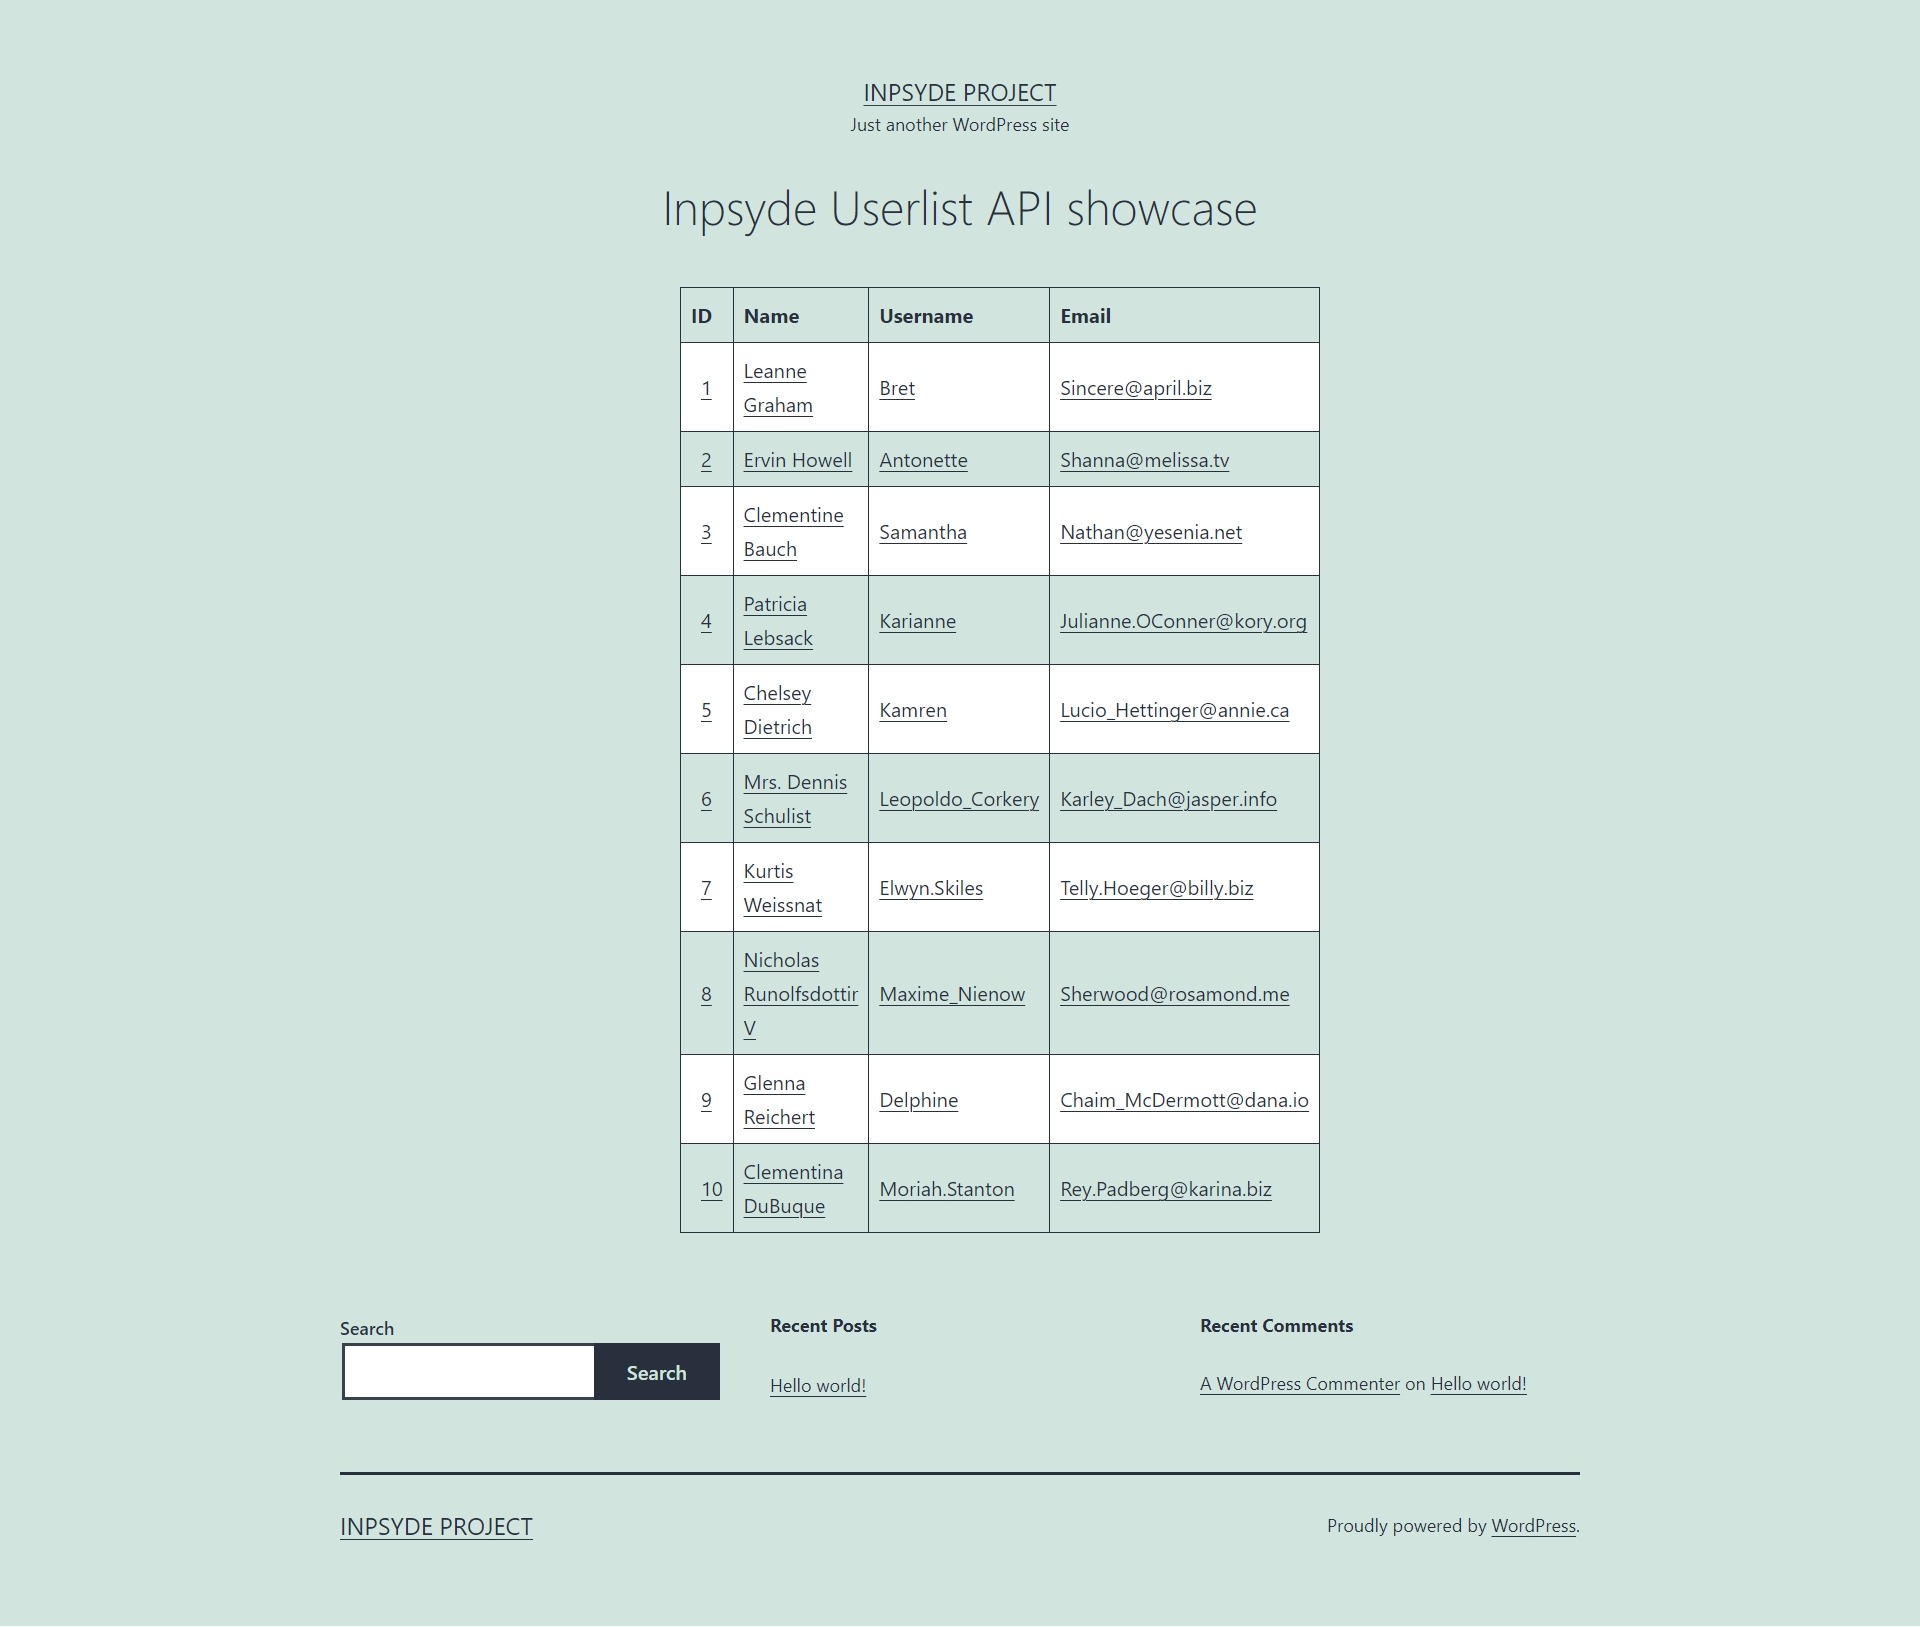 INPSYDE PROJECT
Just another WordPress site
Inpsyde Userlist API showcase
ID Name Username Email
1 Leanne Graham Bret Sincere@april.biz
2 Ervin Howell Antonette Shanna@melissa.tv
3 Clementine Bauch Samantha Nathan@yesenia.net
4 Patricia Lebsack Karianne Julianne.OConner@kory.org
5 Chelsey Dietrich Kamren Lucio_Hettinger@annie.ca
6 Mrs. Dennis Schulist Leopoldo_Corkery Karley_Dach@jasper.info
7 Kurtis Weissnat Elwyn.Skiles Telly.Hoeger@billy.biz
8 Nicholas Runolfsdottir V Maxime_Nienow Sherwood@rosamond.me
9 Glenna Reichert Delphine Chaim_McDermott@dana.io
10 Clementina DuBuque Moriah.Stanton Rey.Padberg@karina.biz
Search
Search
Recent Posts
Hello world!
Recent Comments
A WordPress Commenter on Hello world!
INPSYDE PROJECT
Proudly powered by WordPress.